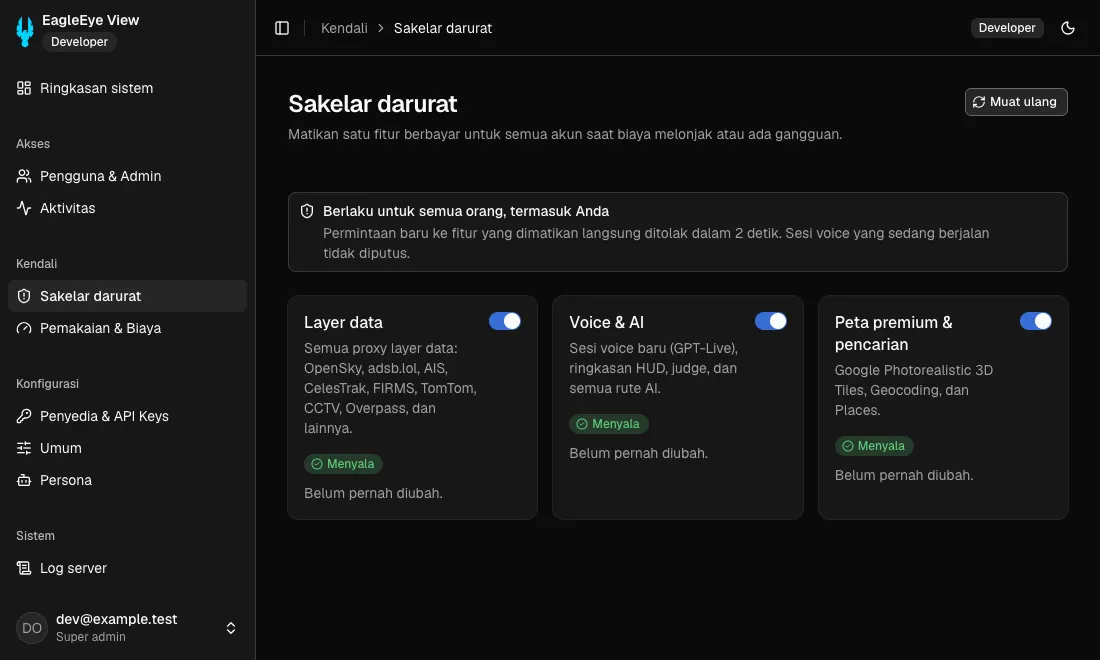 EagleEye View
Developer
Ringkasan sistem
Akses
Pengguna & Admin
Aktivitas
Kendali
Sakelar darurat
Pemakaian & Biaya
Konfigurasi
Penyedia & API Keys
Umum
Persona
Sistem
Log server
DO
dev@example.test
Super admin
Kendali
Sakelar darurat
Developer
Sakelar darurat
Muat ulang
Matikan satu fitur berbayar untuk semua akun saat biaya melonjak atau ada gangguan.
Berlaku untuk semua orang, termasuk Anda
Permintaan baru ke fitur yang dimatikan langsung ditolak dalam 2 detik. Sesi voice yang sedang berjalan
tidak diputus.
Layer data
Semua proxy layer data:
OpenSky, adsb.lol, AIS,
CelesTrak, FIRMS, TomTom,
CCTV, Overpass, dan
lainnya.
Menyala
Belum pernah diubah.
Voice & AI
Sesi voice baru (GPT-Live),
ringkasan HUD, judge, dan
semua rute AI.
Menyala
Belum pernah diubah.
Peta premium &
pencarian
Google Photorealistic 3D
Tiles, Geocoding, dan
Places.
Menyala
Belum pernah diubah.